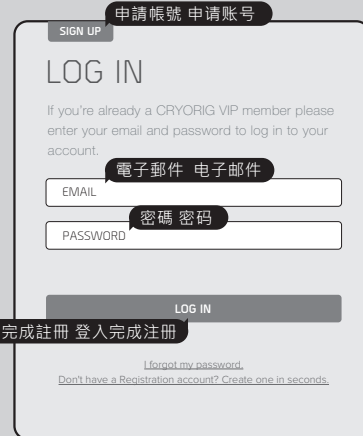 申請帳號 申请账号
SIGN UP
LOG IN
If you're already a CRYORIG VIP member please
enter your email and password to log in to your
account.
電子郵件 电子邮件
EMAIL
密碼 密码
PASSWORD
LOG IN
完成註冊 登入完成注册
I forgot my password.
Don't have a Registration account? Create one in seconds.